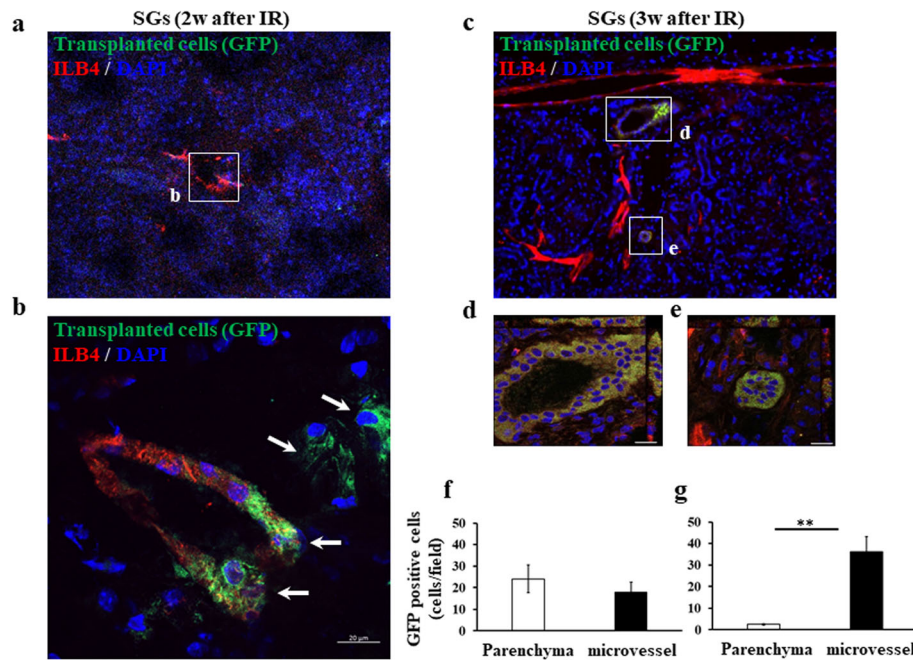 a
SGs (2w after IR)
Transplanted cells (GFP)
ILB4 / DAPI
b
b
Transplanted cells (GFP)
ILB4 / DAPI
20 µm
c
SGs (3w after IR)
Transplanted cells (GFP)
ILB4 / DAPI
d
e
d
e
f
GFP positive cells
(cells/field)
50
40
30
20
10
0
Parenchyma microvessel
g
**
50
40
30
20
10
0
Parenchyma microvessel